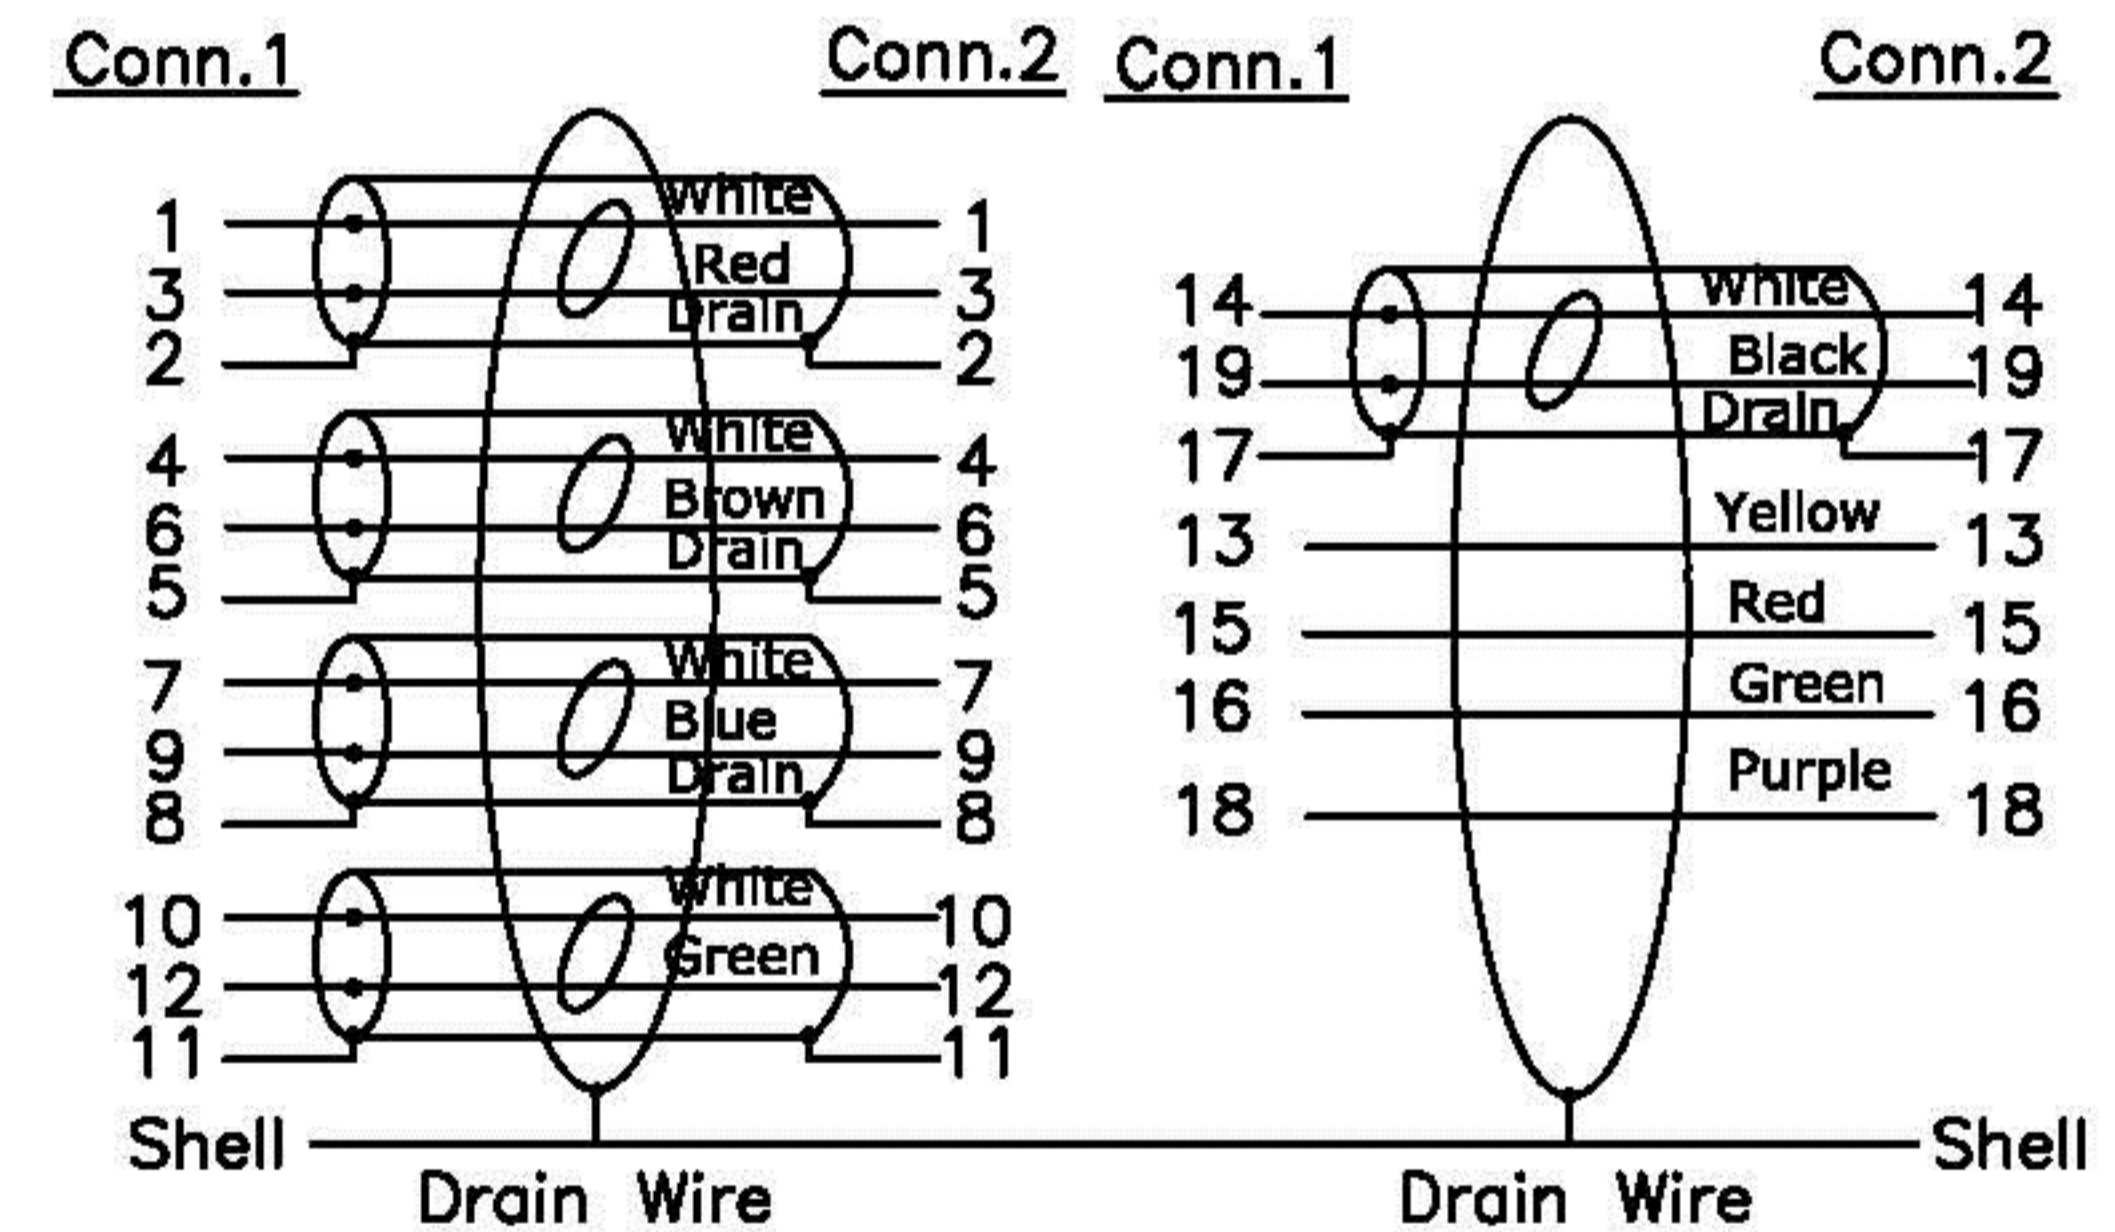 Conn.1 Conn.2
1 White 1
3 Red 3
Drain
2 2
4 White 4
6 Brown 6
Drain
5 5
7 White 7
9 Blue 9
Drain
8 8
10 White 10
12 Green 12
11 11
Conn.1 Conn.2
14 White 14
19 Black 19
Drain
17 17
13 Yellow 13
15 Red 15
16 Green 16
18 Purple 18
Shell Shell
Drain Wire Drain Wire